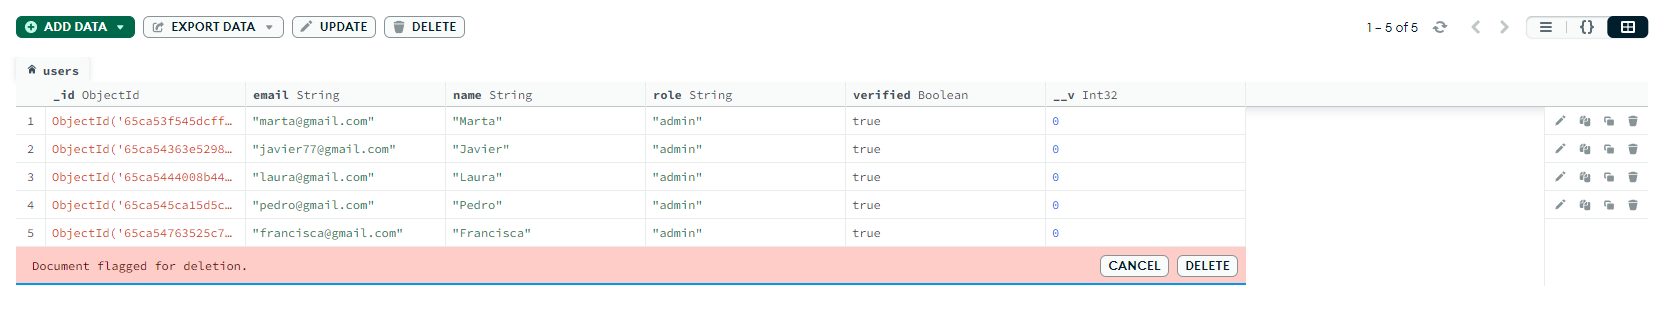 ADD DATA EXPORT DATA UPDATE DELETE 1 – 5 of 5 {}
users
_id ObjectId email String name String role String verified Boolean __v Int32
1 ObjectId('65ca53f545dcff… "marta@gmail.com" "Marta" "admin" true 0
2 ObjectId('65ca54363e5298… "javier77@gmail.com" "Javier" "admin" true 0
3 ObjectId('65ca5444008b44… "laura@gmail.com" "Laura" "admin" true 0
4 ObjectId('65ca545ca15d5c… "pedro@gmail.com" "Pedro" "admin" true 0
5 ObjectId('65ca54763525c7… "francisca@gmail.com" "Francisca" "admin" true 0
Document flagged for deletion. CANCEL DELETE